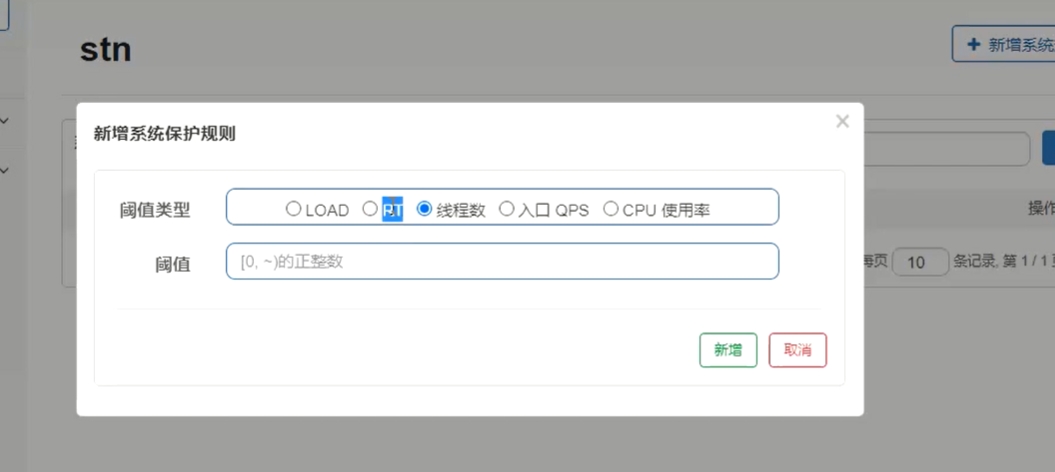 stn
新增系统
新增系统保护规则
×
阈值类型 LOAD RT 线程数 入口 QPS CPU 使用率
操作
阈值 [0, ~)的正整数
每页 10 条记录, 第 1 / 1
新增 取消